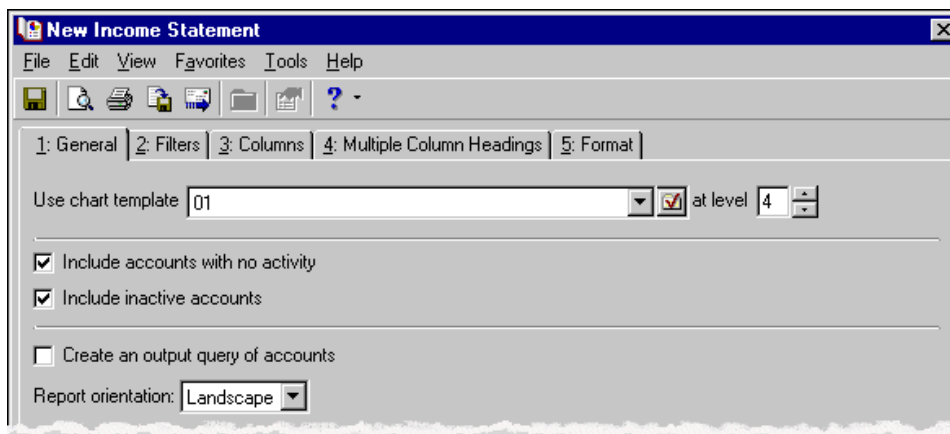 New Income Statement
File Edit View Favorites Tools Help
?
1: General 2: Filters 3: Columns 4: Multiple Column Headings 5: Format
Use chart template 01 at level 4
Include accounts with no activity
Include inactive accounts
Create an output query of accounts
Report orientation: Landscape